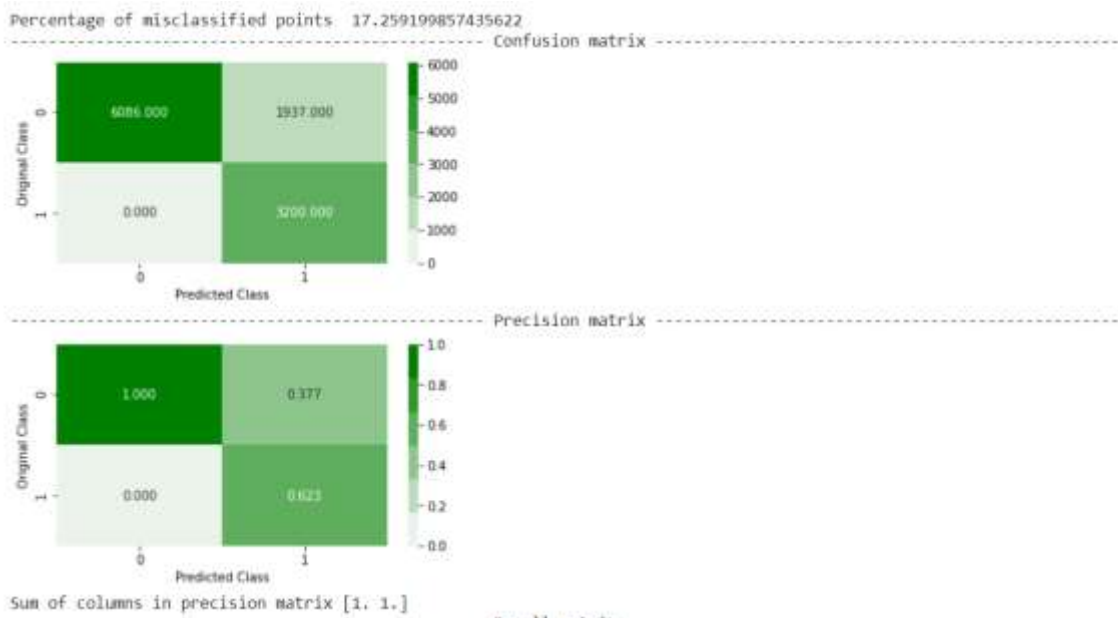 Percentage of misclassified points 17.259199857435622
-------------------- Confusion matrix --------------------
6000
0 6086.000 1937.000
5000
4000
Original Class
3000
2000
1 0.000 3200.000
1000
0
0 1
Predicted Class
-------------------- Precision matrix --------------------
1.0
0 1.000 0.377
0.8
0.6
Original Class
0.4
1 0.000 0.623
0.2
0.0
0 1
Predicted Class
Sum of columns in precision matrix [1. 1.]